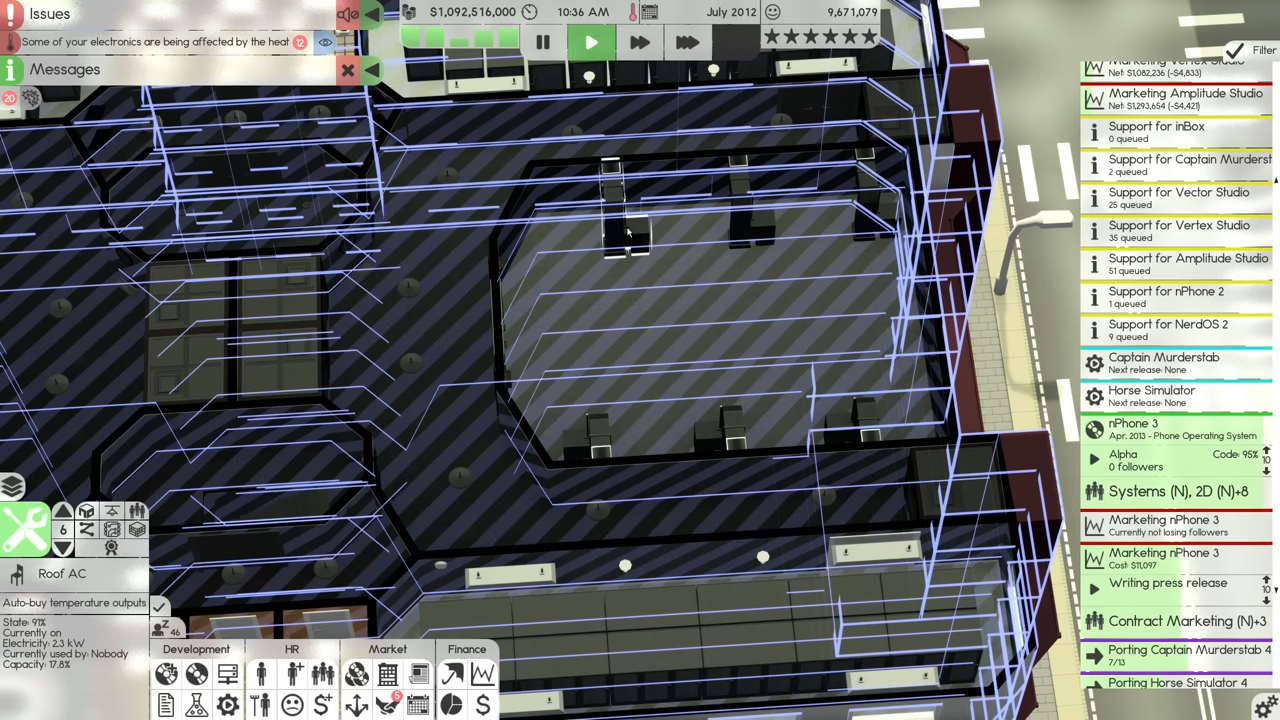 Issues
Some of your electronics are being affected by the heat 12
Messages
20
$1,092,516,000
10:36 AM
July 2012
9,671,079
Filter
Marketing Vertex Studio
Net: $1,082,236 (-$4,833)
Marketing Amplitude Studio
Net: $1,293,654 (-$4,421)
Support for inBox
0 queued
Support for Captain Murderst
2 queued
Support for Vector Studio
25 queued
Support for Vertex Studio
35 queued
Support for Amplitude Studio
51 queued
Support for nPhone 2
1 queued
Support for NerdOS 2
9 queued
Captain Murderstab
Next release: None
Horse Simulator
Next release: None
nPhone 3
Apr. 2013 - Phone Operating System
Alpha
Code: 95%
0 followers
10
Systems (N), 2D (N)+8
Marketing nPhone 3
Currently not losing followers
Marketing nPhone 3
Cost: $11,097
Writing press release
10
Contract Marketing (N)+3
Porting Captain Murderstab 4
7/13
Porting Horse Simulator 4
6
Roof AC
Auto-buy temperature outputs
State: 91%
Currently on
Electricity: 2.3 kW
Currently used by: Nobody
Capacity: 17.8%
Z 46
Development
HR
Market
Finance
5